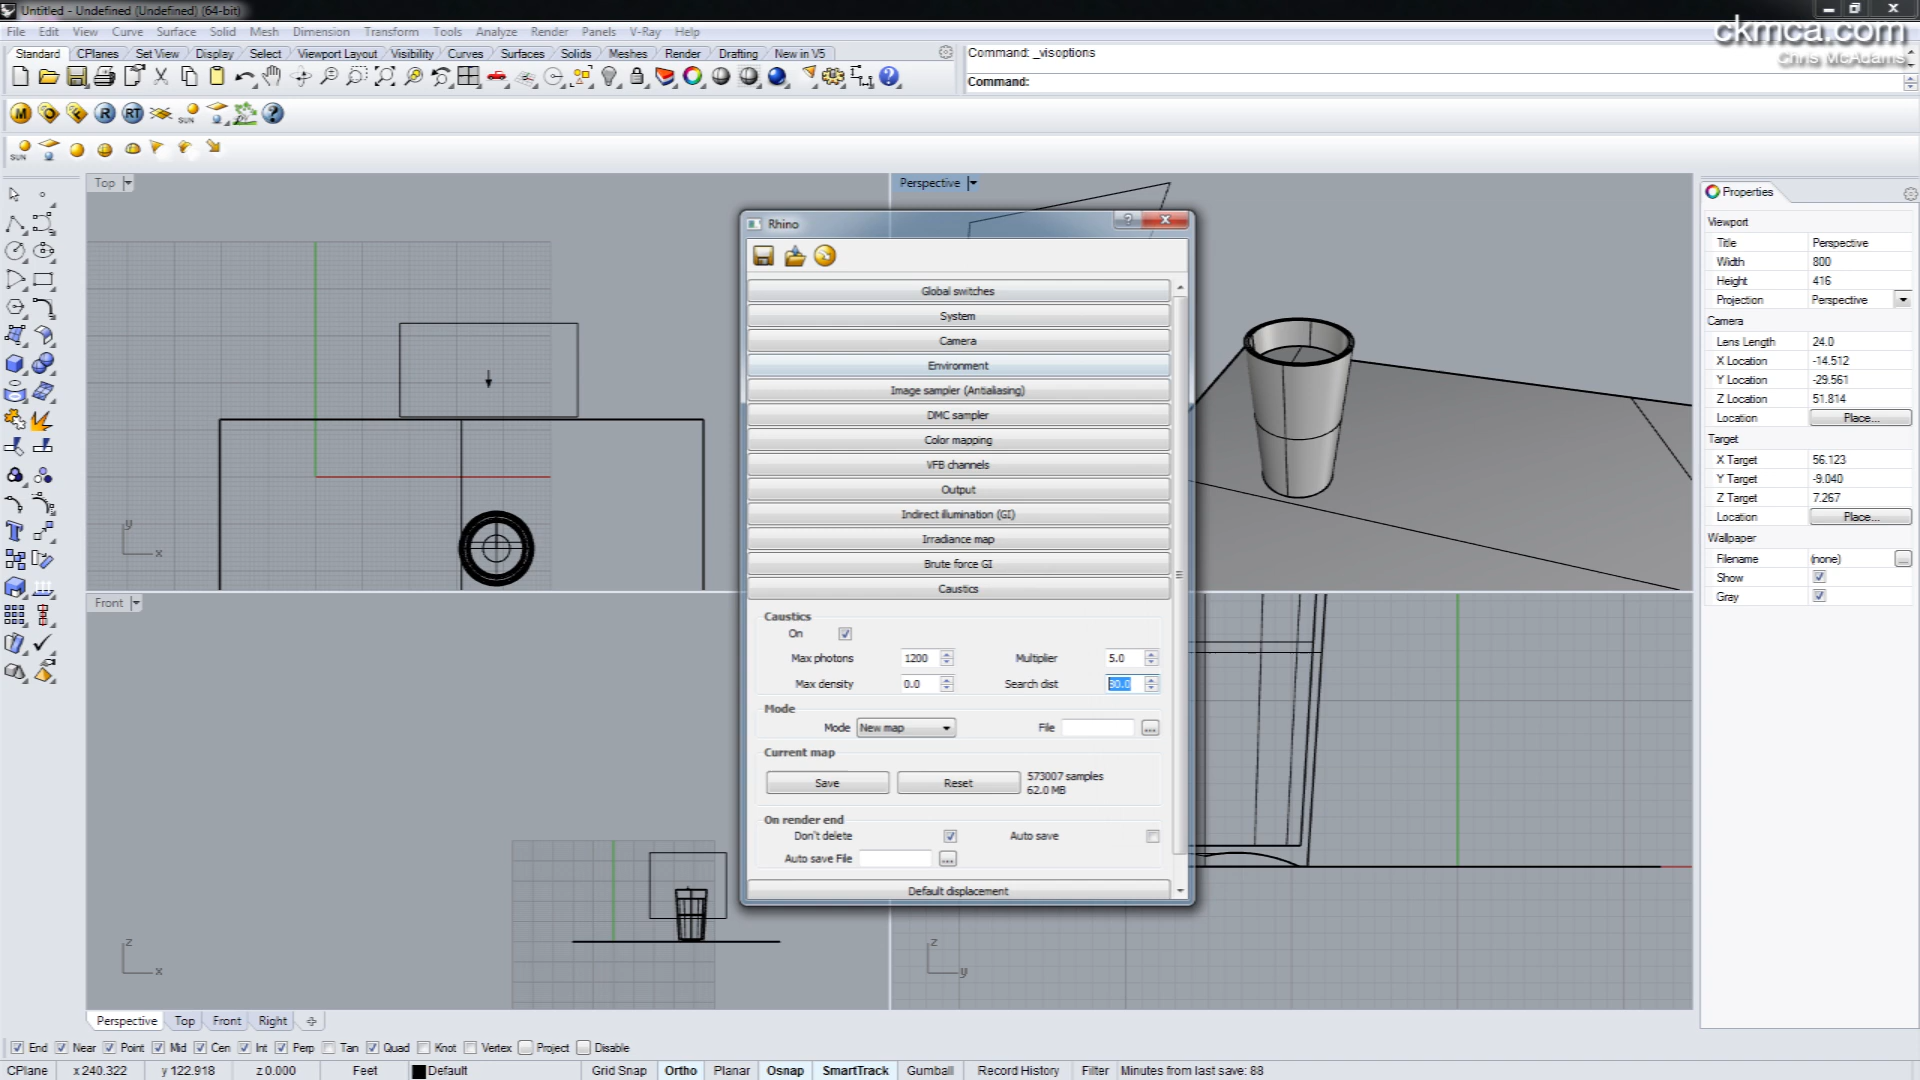 Untitled - Undefined (Undefined) (64-bit)
ckmca.com
Chris McAdams
File Edit View Curve Surface Solid Mesh Dimension Transform Tools Analyze Render Panels V-Ray Help
Standard CPlanes Set View Display Select Viewport Layout Visibility Curves Surfaces Solids Meshes Render Drafting New in V5
Command: _visoptions
Command:
M O R RT SUN
SUN
Top
Perspective
Front
Rhino
Global switches
System
Camera
Environment
Image sampler (Antialiasing)
DMC sampler
Color mapping
VFB channels
Output
Indirect illumination (GI)
Irradiance map
Brute force GI
Caustics
Caustics
On
Max photons 1200 Multiplier 5.0
Max density 0.0 Search dist 30.0
Mode
Mode New map File ...
Current map
Save Reset 573007 samples
62.0 MB
On render end
Don't delete Auto save
Auto save File ...
Default displacement
Properties
Viewport
Title Perspective
Width 800
Height 416
Projection Perspective
Camera
Lens Length 24.0
X Location -14.512
Y Location -29.561
Z Location 51.814
Location Place...
Target
X Target 56.123
Y Target -9.040
Z Target 7.267
Location Place...
Wallpaper
Filename (none) ...
Show
Gray
y
x
z
x
z
y
Perspective Top Front Right
End Near Point Mid Cen Int Perp Tan Quad Knot Vertex Project Disable
CPlane x 240.322 y 122.918 z 0.000 Feet Default Grid Snap Ortho Planar Osnap SmartTrack Gumball Record History Filter Minutes from last save: 88